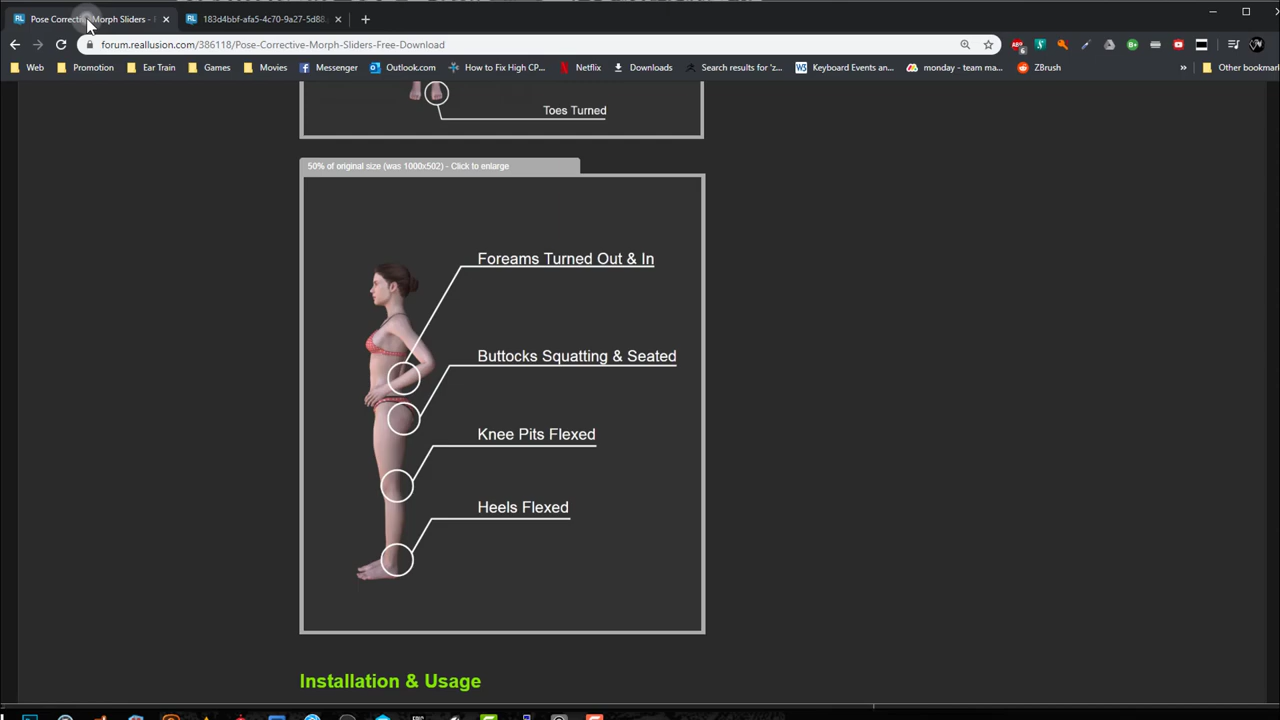 Pose Corrective Morph Sliders -
183d4bbf-afa5-4c70-9a27-5d88
forum.reallusion.com/386118/Pose-Corrective-Morph-Sliders-Free-Download
Web Promotion Ear Train Games Movies Messenger Outlook.com How to Fix High CP... Netflix Downloads Search results for 'z... Keyboard Events an... monday - team ma... ZBrush » Other bookmar
Toes Turned
50% of original size (was 1000x502) - Click to enlarge
Foreams Turned Out & In
Buttocks Squatting & Seated
Knee Pits Flexed
Heels Flexed
Installation & Usage